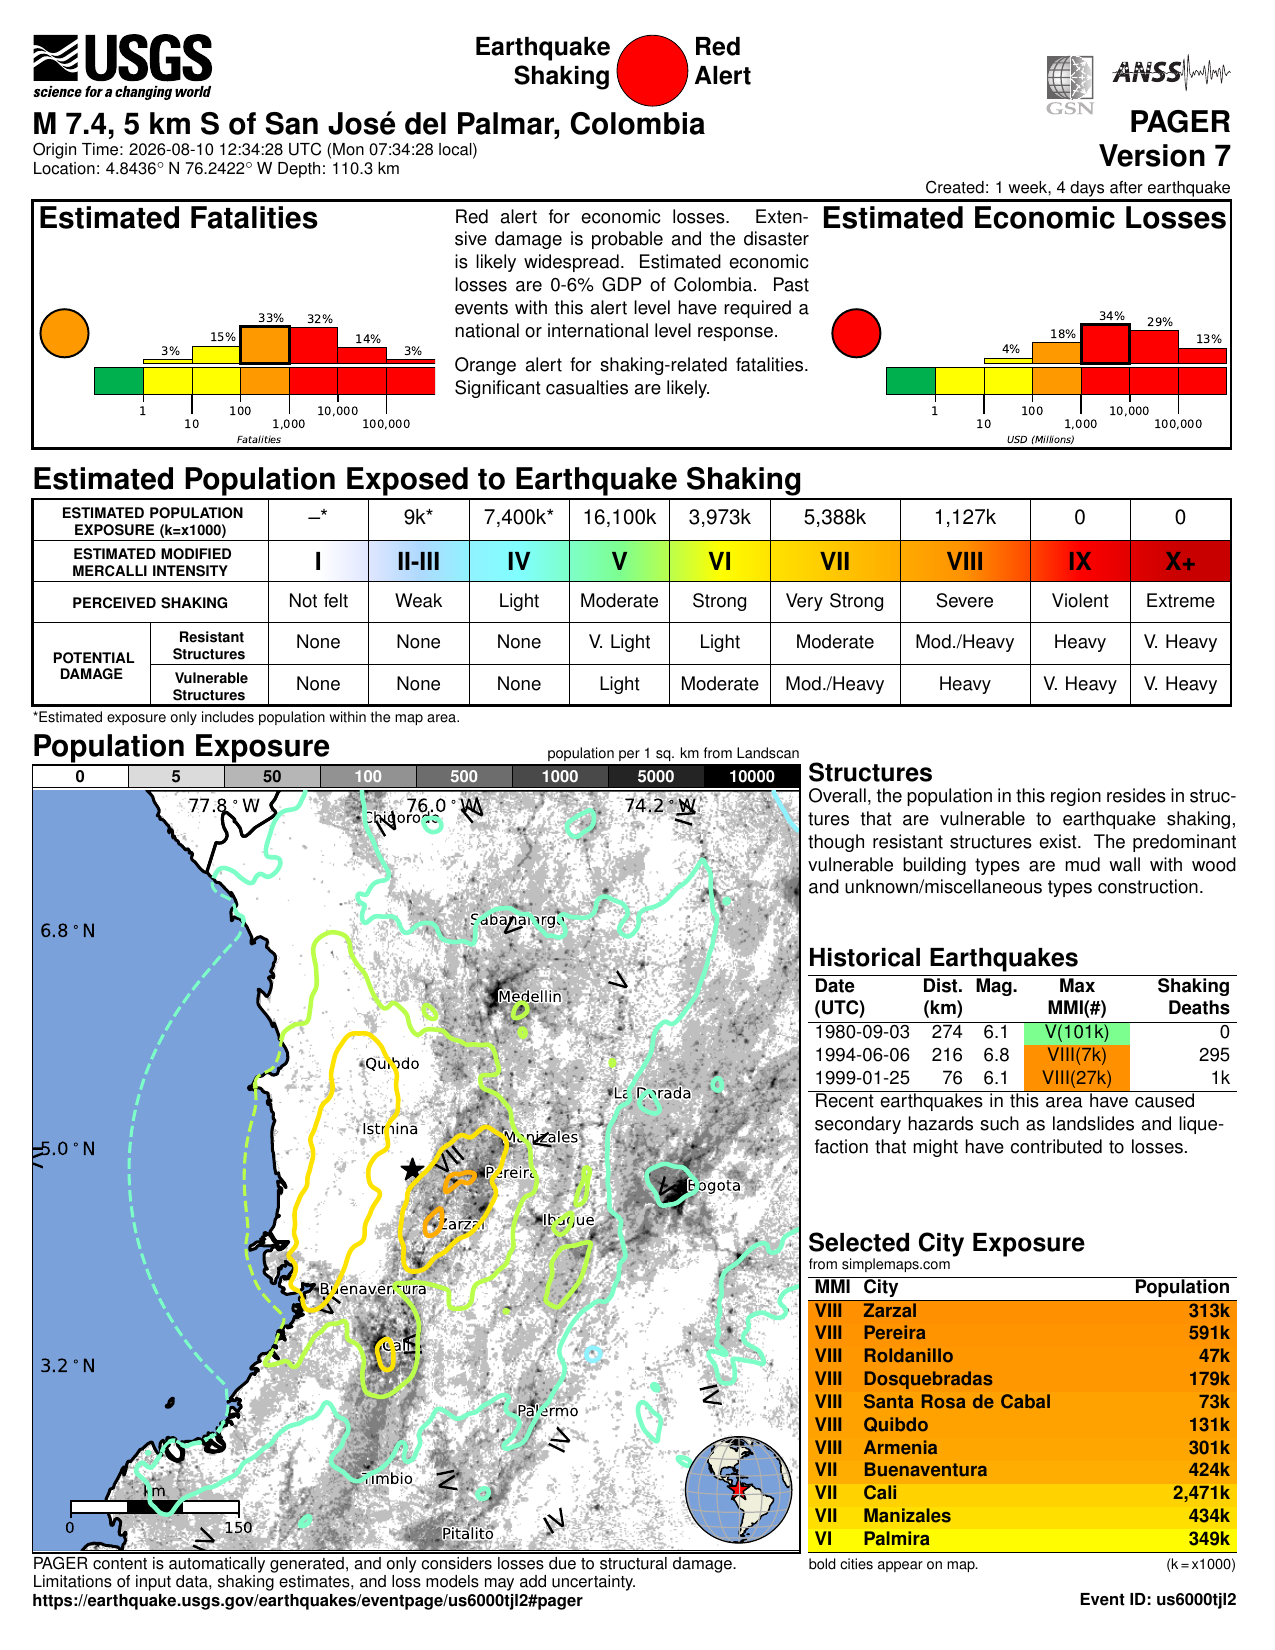 USGS
science for a changing world
Earthquake Shaking
Red Alert
GSN
ANSS
M 7.4, 5 km S of San José del Palmar, Colombia
Origin Time: 2026-08-10 12:34:28 UTC (Mon 07:34:28 local)
Location: 4.8436° N 76.2422° W Depth: 110.3 km
PAGER
Version 7
Created: 1 week, 4 days after earthquake
Estimated Fatalities
3%
15%
33%
32%
14%
3%
1
10
100
1,000
10,000
100,000
Fatalities
Red alert for economic losses. Exten-
sive damage is probable and the disaster
is likely widespread. Estimated economic
losses are 0-6% GDP of Colombia. Past
events with this alert level have required a
national or international level response.
Orange alert for shaking-related fatalities.
Significant casualties are likely.
Estimated Economic Losses
4%
18%
34%
29%
13%
1
10
100
1,000
10,000
100,000
USD (Millions)
Estimated Population Exposed to Earthquake Shaking
ESTIMATED POPULATION EXPOSURE (k=x1000) –* 9k* 7,400k* 16,100k 3,973k 5,388k 1,127k 0 0
ESTIMATED MODIFIED MERCALLI INTENSITY I II-III IV V VI VII VIII IX X+
PERCEIVED SHAKING Not felt Weak Light Moderate Strong Very Strong Severe Violent Extreme
POTENTIAL DAMAGE
Resistant Structures None None None V. Light Light Moderate Mod./Heavy Heavy V. Heavy
Vulnerable Structures None None None Light Moderate Mod./Heavy Heavy V. Heavy V. Heavy
*Estimated exposure only includes population within the map area.
Population Exposure
population per 1 sq. km from Landscan
0 5 50 100 500 1000 5000 10000
77.8°W 76.0°W 74.2°W
6.8°N
5.0°N
3.2°N
Chigorodo
Sabanalarga
Medellin
Quibdo
La Dorada
Istmina
Manizales
Pereira
Bogota
Zarzal
Ibague
Buenaventura
Cali
Palermo
Timbio
Pitalito
IV
IV
IV
V
V
VII
IV
IV
IV
IV
V
km
0 150
PAGER content is automatically generated, and only considers losses due to structural damage.
Limitations of input data, shaking estimates, and loss models may add uncertainty.
https://earthquake.usgs.gov/earthquakes/eventpage/us6000tjl2#pager
Structures
Overall, the population in this region resides in struc-
tures that are vulnerable to earthquake shaking,
though resistant structures exist. The predominant
vulnerable building types are mud wall with wood
and unknown/miscellaneous types construction.
Historical Earthquakes
Date (UTC) Dist. (km) Mag. Max MMI(#) Shaking Deaths
1980-09-03 274 6.1 V(101k) 0
1994-06-06 216 6.8 VIII(7k) 295
1999-01-25 76 6.1 VIII(27k) 1k
Recent earthquakes in this area have caused
secondary hazards such as landslides and lique-
faction that might have contributed to losses.
Selected City Exposure
from simplemaps.com
MMI City Population
VIII Zarzal 313k
VIII Pereira 591k
VIII Roldanillo 47k
VIII Dosquebradas 179k
VIII Santa Rosa de Cabal 73k
VIII Quibdo 131k
VIII Armenia 301k
VII Buenaventura 424k
VII Cali 2,471k
VII Manizales 434k
VI Palmira 349k
bold cities appear on map. (k = x1000)
Event ID: us6000tjl2